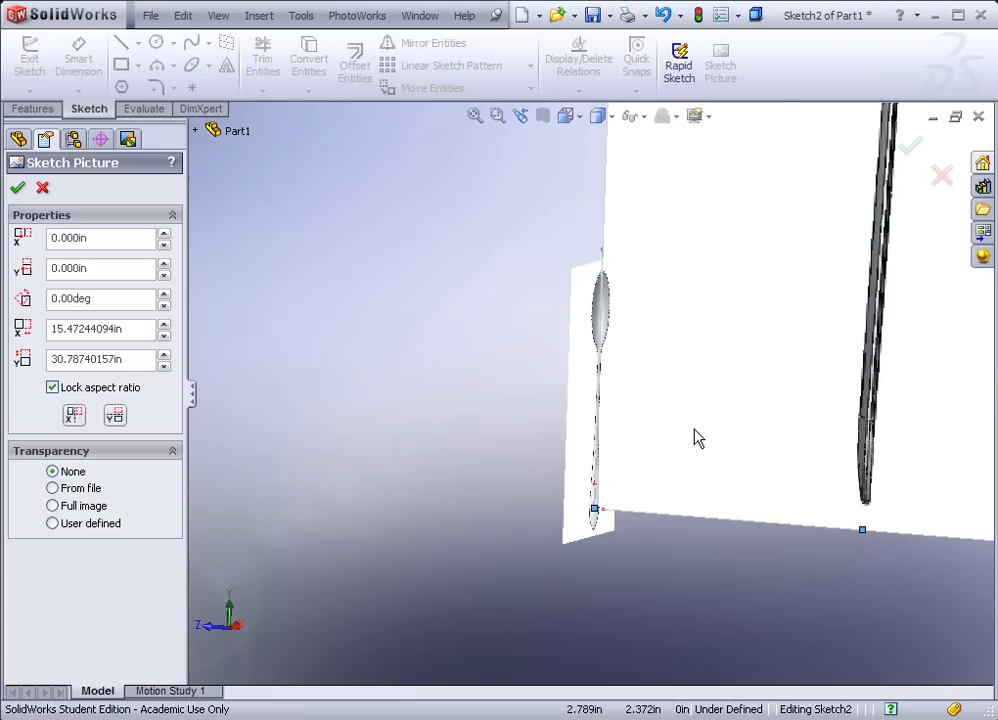 SolidWorks File Edit View Insert Tools PhotoWorks Window Help Sketch2 of Part1 * ?
Exit Sketch
Smart Dimension
Trim Entities
Convert Entities
Offset Entities
Mirror Entities
Linear Sketch Pattern
Move Entities
Display/Delete Relations
Quick Snaps
Rapid Sketch
Sketch Picture
Features Sketch Evaluate DimXpert
+ Part1
Sketch Picture ?
Properties
0.000in
0.000in
0.00deg
15.47244094in
30.78740157in
Lock aspect ratio
Transparency
None
From file
Full image
User defined
Y
Z X
Model Motion Study 1
SolidWorks Student Edition - Academic Use Only 2.789in 2.372in 0in Under Defined Editing Sketch2 ?